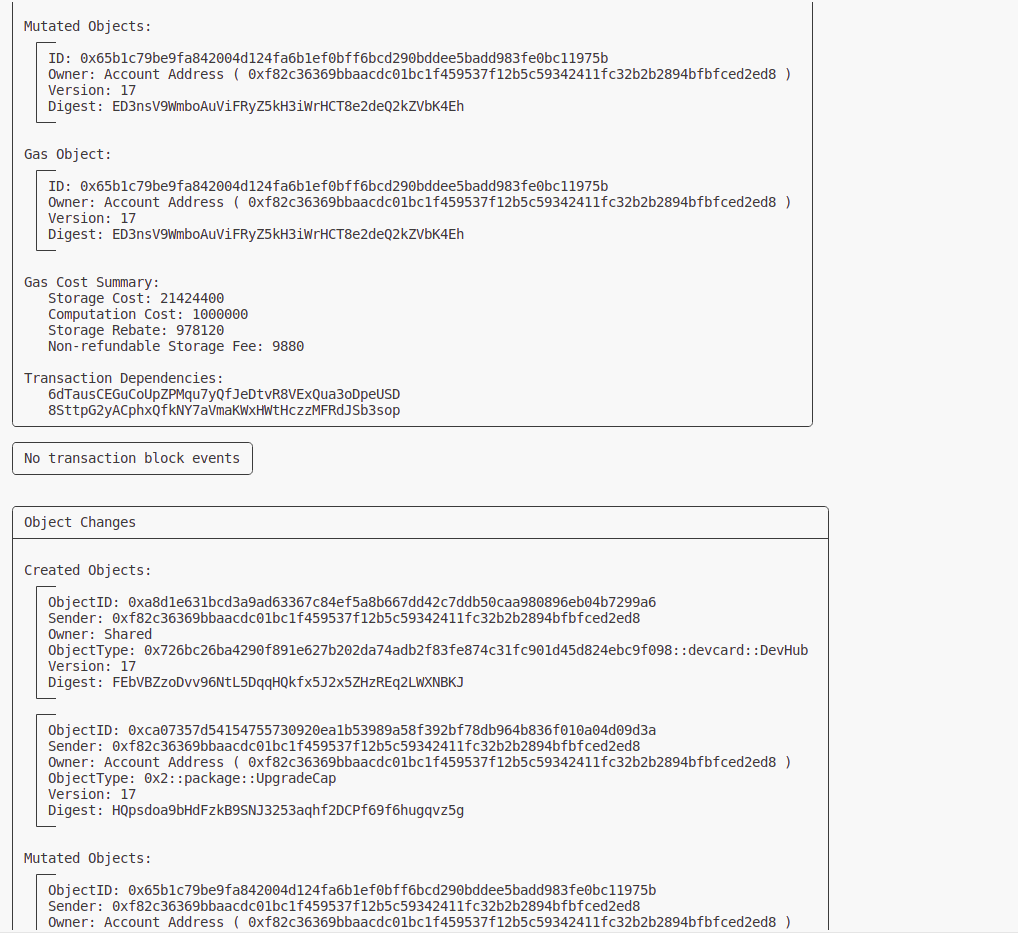 Mutated Objects:
ID: 0x65b1c79be9fa842004d124fa6b1ef0bff6bcd290bddee5badd983fe0bc11975b
Owner: Account Address ( 0xf82c36369bbaacdc01bc1f459537f12b5c59342411fc32b2b2894bfbfced2ed8 )
Version: 17
Digest: ED3nsV9WmboAuViFRyZ5kH3iWrHCT8e2deQ2kZVbK4Eh
Gas Object:
ID: 0x65b1c79be9fa842004d124fa6b1ef0bff6bcd290bddee5badd983fe0bc11975b
Owner: Account Address ( 0xf82c36369bbaacdc01bc1f459537f12b5c59342411fc32b2b2894bfbfced2ed8 )
Version: 17
Digest: ED3nsV9WmboAuViFRyZ5kH3iWrHCT8e2deQ2kZVbK4Eh
Gas Cost Summary:
Storage Cost: 21424400
Computation Cost: 1000000
Storage Rebate: 978120
Non-refundable Storage Fee: 9880
Transaction Dependencies:
6dTausCEGuCoUpZPMqu7yQfJeDtvR8VExQua3oDpeUSD
8SttpG2yACphxQfkNY7aVmaKWxHWtHczzMFRdJSb3sop
No transaction block events
Object Changes
Created Objects:
ObjectID: 0xa8d1e631bcd3a9ad63367c84ef5a8b667dd42c7ddb50caa980896eb04b7299a6
Sender: 0xf82c36369bbaacdc01bc1f459537f12b5c59342411fc32b2b2894bfbfced2ed8
Owner: Shared
ObjectType: 0x726bc26ba4290f891e627b202da74adb2f83fe874c31fc901d45d824ebc9f098::devcard::DevHub
Version: 17
Digest: FEbVBZzoDvv96NtL5DqqHQkfx5J2x5ZHzREq2LWXNBKJ
ObjectID: 0xca07357d54154755730920ea1b53989a58f392bf78db964b836f010a04d09d3a
Sender: 0xf82c36369bbaacdc01bc1f459537f12b5c59342411fc32b2b2894bfbfced2ed8
Owner: Account Address ( 0xf82c36369bbaacdc01bc1f459537f12b5c59342411fc32b2b2894bfbfced2ed8 )
ObjectType: 0x2::package::UpgradeCap
Version: 17
Digest: HQpsdoa9bHdFzkB9SNJ3253aqhf2DCPf69f6hugqvz5g
Mutated Objects:
ObjectID: 0x65b1c79be9fa842004d124fa6b1ef0bff6bcd290bddee5badd983fe0bc11975b
Sender: 0xf82c36369bbaacdc01bc1f459537f12b5c59342411fc32b2b2894bfbfced2ed8
Owner: Account Address ( 0xf82c36369bbaacdc01bc1f459537f12b5c59342411fc32b2b2894bfbfced2ed8 )